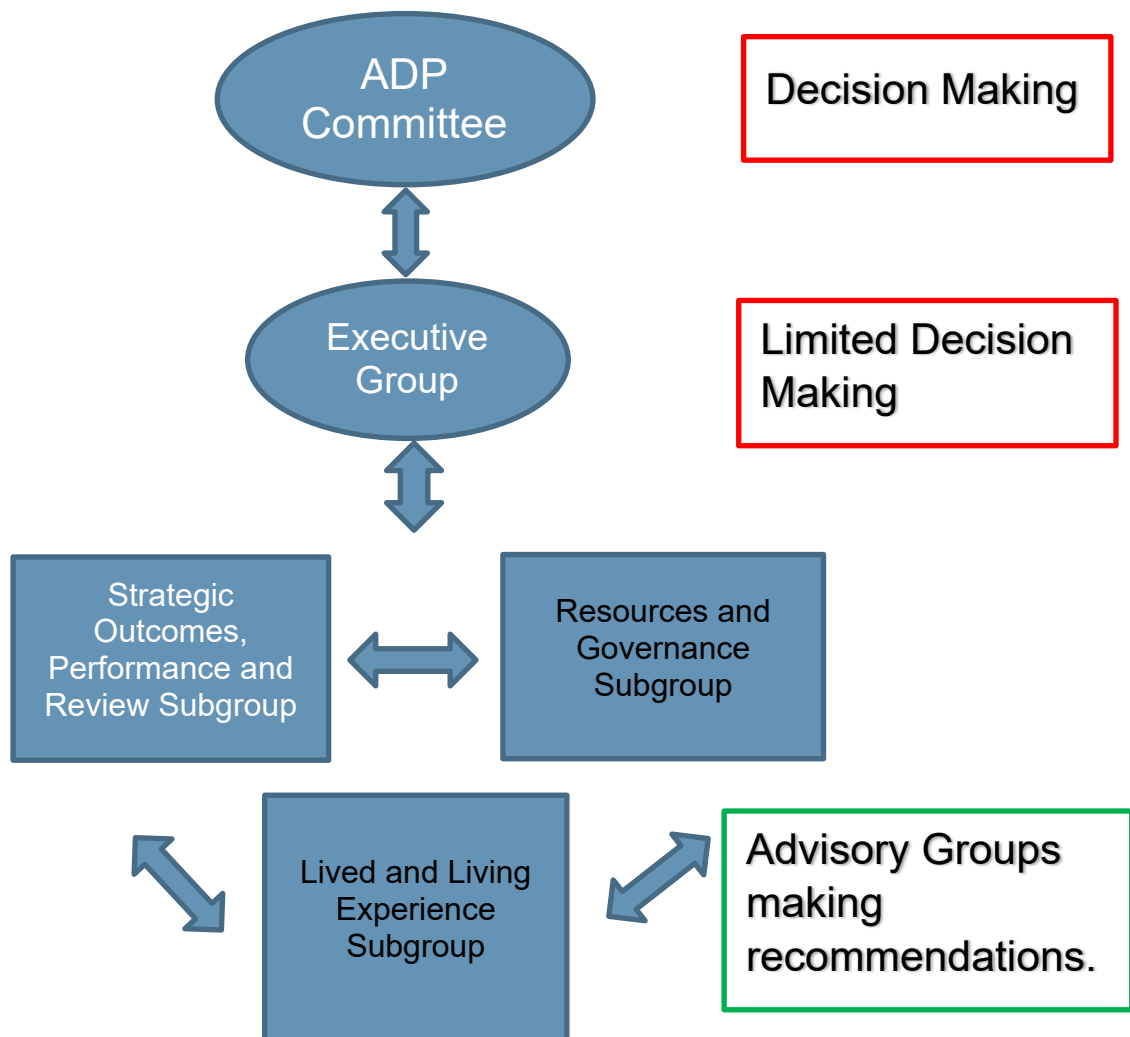 ADP
Committee
Decision Making
Executive
Group
Limited Decision
Making
Strategic
Outcomes,
Performance and
Review Subgroup
Resources and
Governance
Subgroup
Lived and Living
Experience
Subgroup
Advisory Groups
making
recommendations.